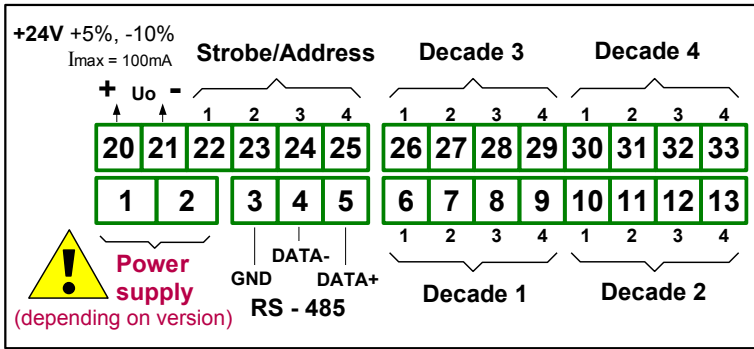 +24V +5%, -10%
Imax = 100mA
Strobe/Address Decade 3 Decade 4
+ Uo -
1 2 3 4 1 2 3 4 1 2 3 4
20 21 22 23 24 25 26 27 28 29 30 31 32 33
1 2 3 4 5 6 7 8 9 10 11 12 13
1 2 3 4 1 2 3 4
! Power
supply
(depending on version)
DATA-
GND DATA+
RS - 485
Decade 1 Decade 2